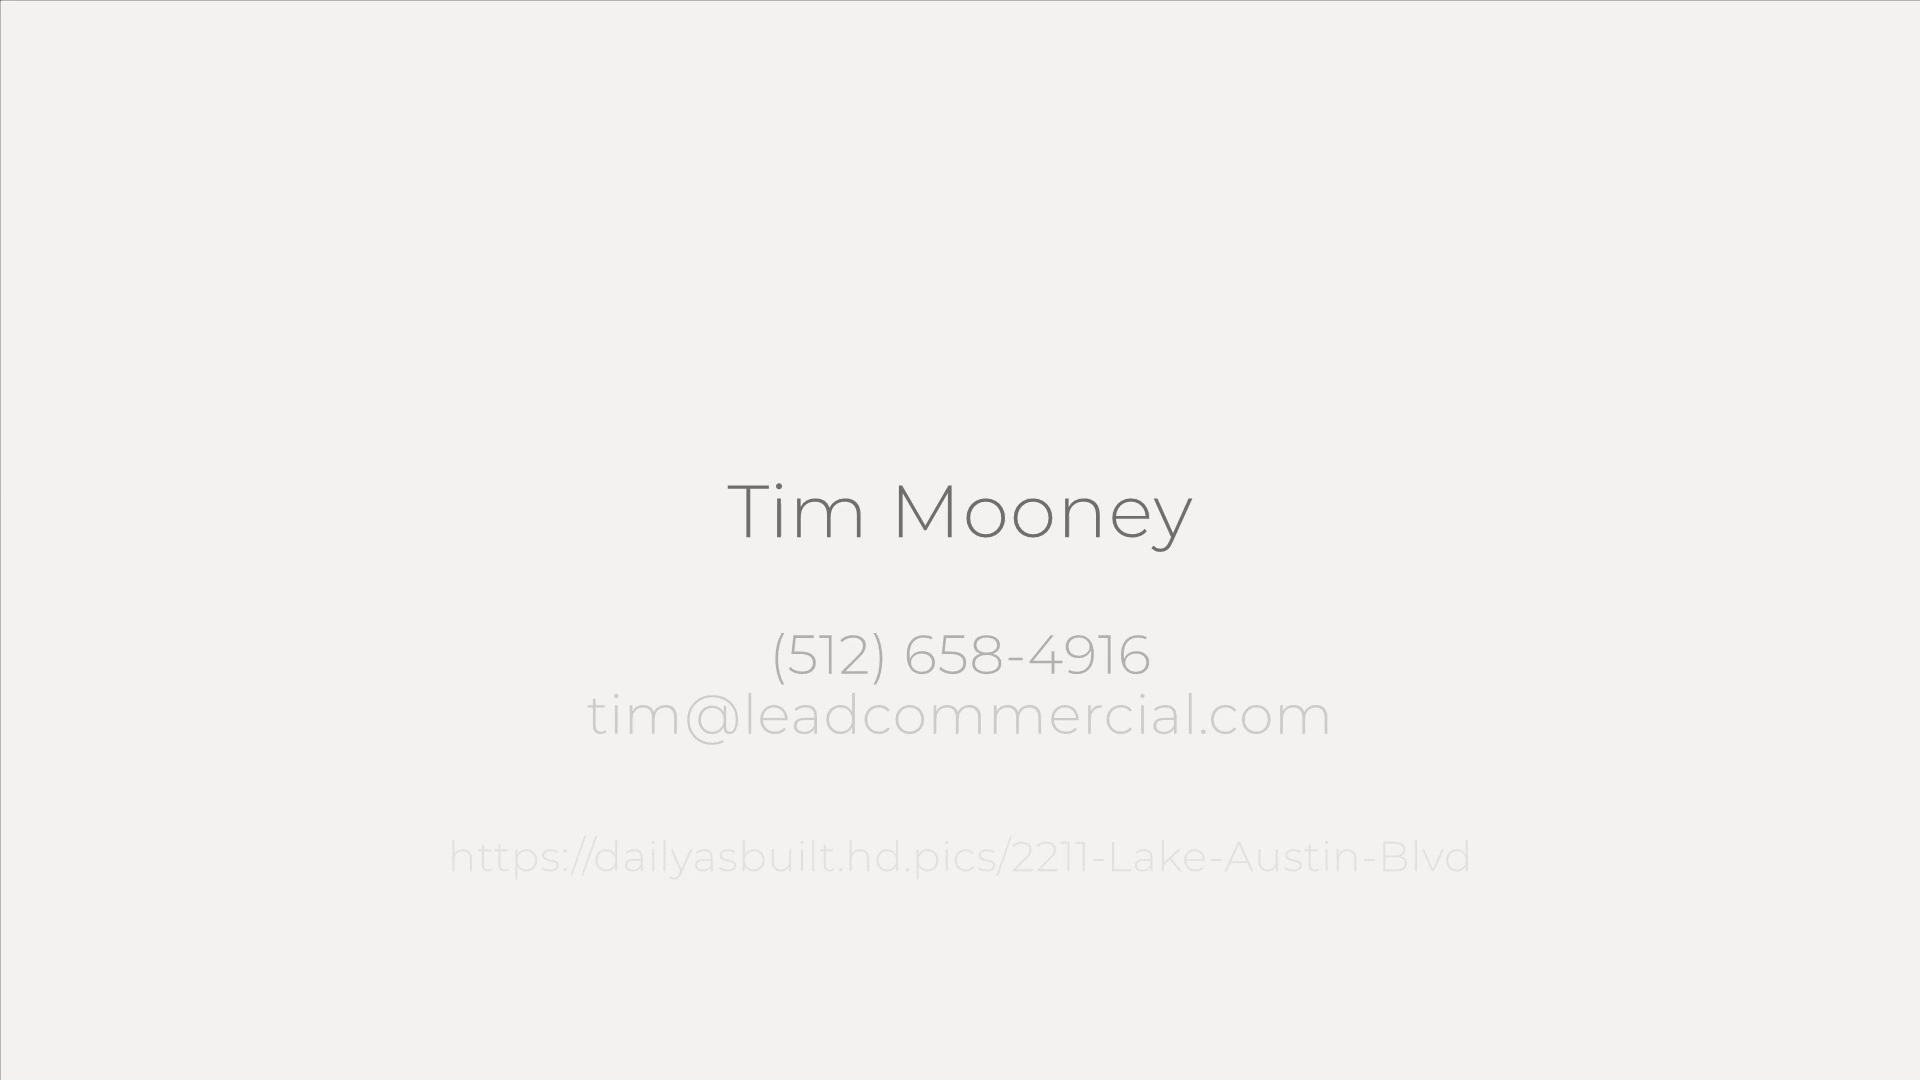 Tim Mooney
(512) 658-4916
tim@leadcommercial.com
https://dailyasbuilt.hd.pics/2211-Lake-Austin-Blvd